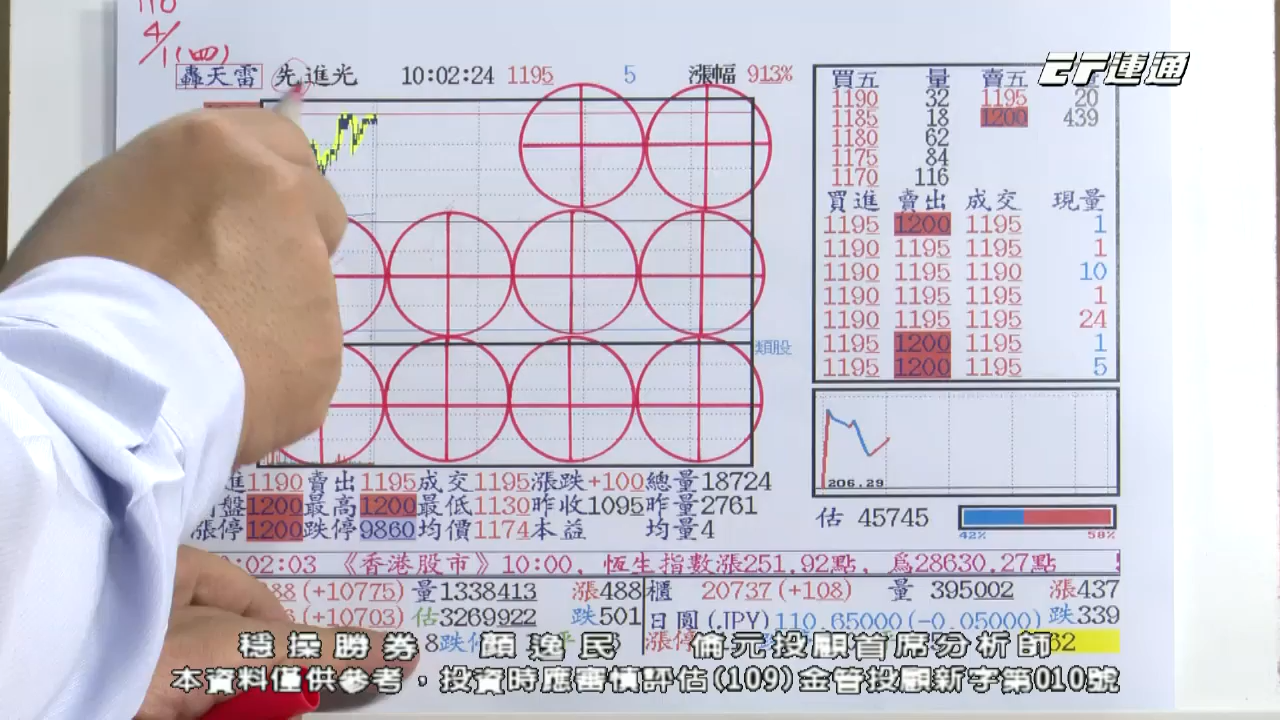 110
4/1(四)
轟天雷 先進光 10:02:24 1195 5 漲幅 913%
ET運通
買五 量 賣五
1190 32 1195 20
1185 18 1200 439
1180 62
1175 84
1170 116
買進 賣出 成交 現量
1195 1200 1195 1
1190 1195 1195 1
1190 1195 1190 10
1190 1195 1195 1
1190 1195 1195 24
1195 1200 1195 1
1195 1200 1195 5
類股
206.29
估 45745
42% 58%
進1190賣出1195成交1195漲跌+100總量18724
盤1200最高1200最低1130昨收1095昨量2761
漲停1200跌停9860均價1174本益 均量4
:02:03 《香港股市》10:00, 恆生指數漲251.92點, 為28630.27點
88(+10775) 量1338413 漲488 櫃 20737(+108) 量 395002 漲437
6(+10703) 估3269922 跌501 日圓(JPY) 110.65000(-0.05000) 跌339
8跌停 漲停 62
穩操勝券 顏逸民 倫元投顧首席分析師
本資料僅供參考，投資時應審慎評估(109)金管投顧新字第010號